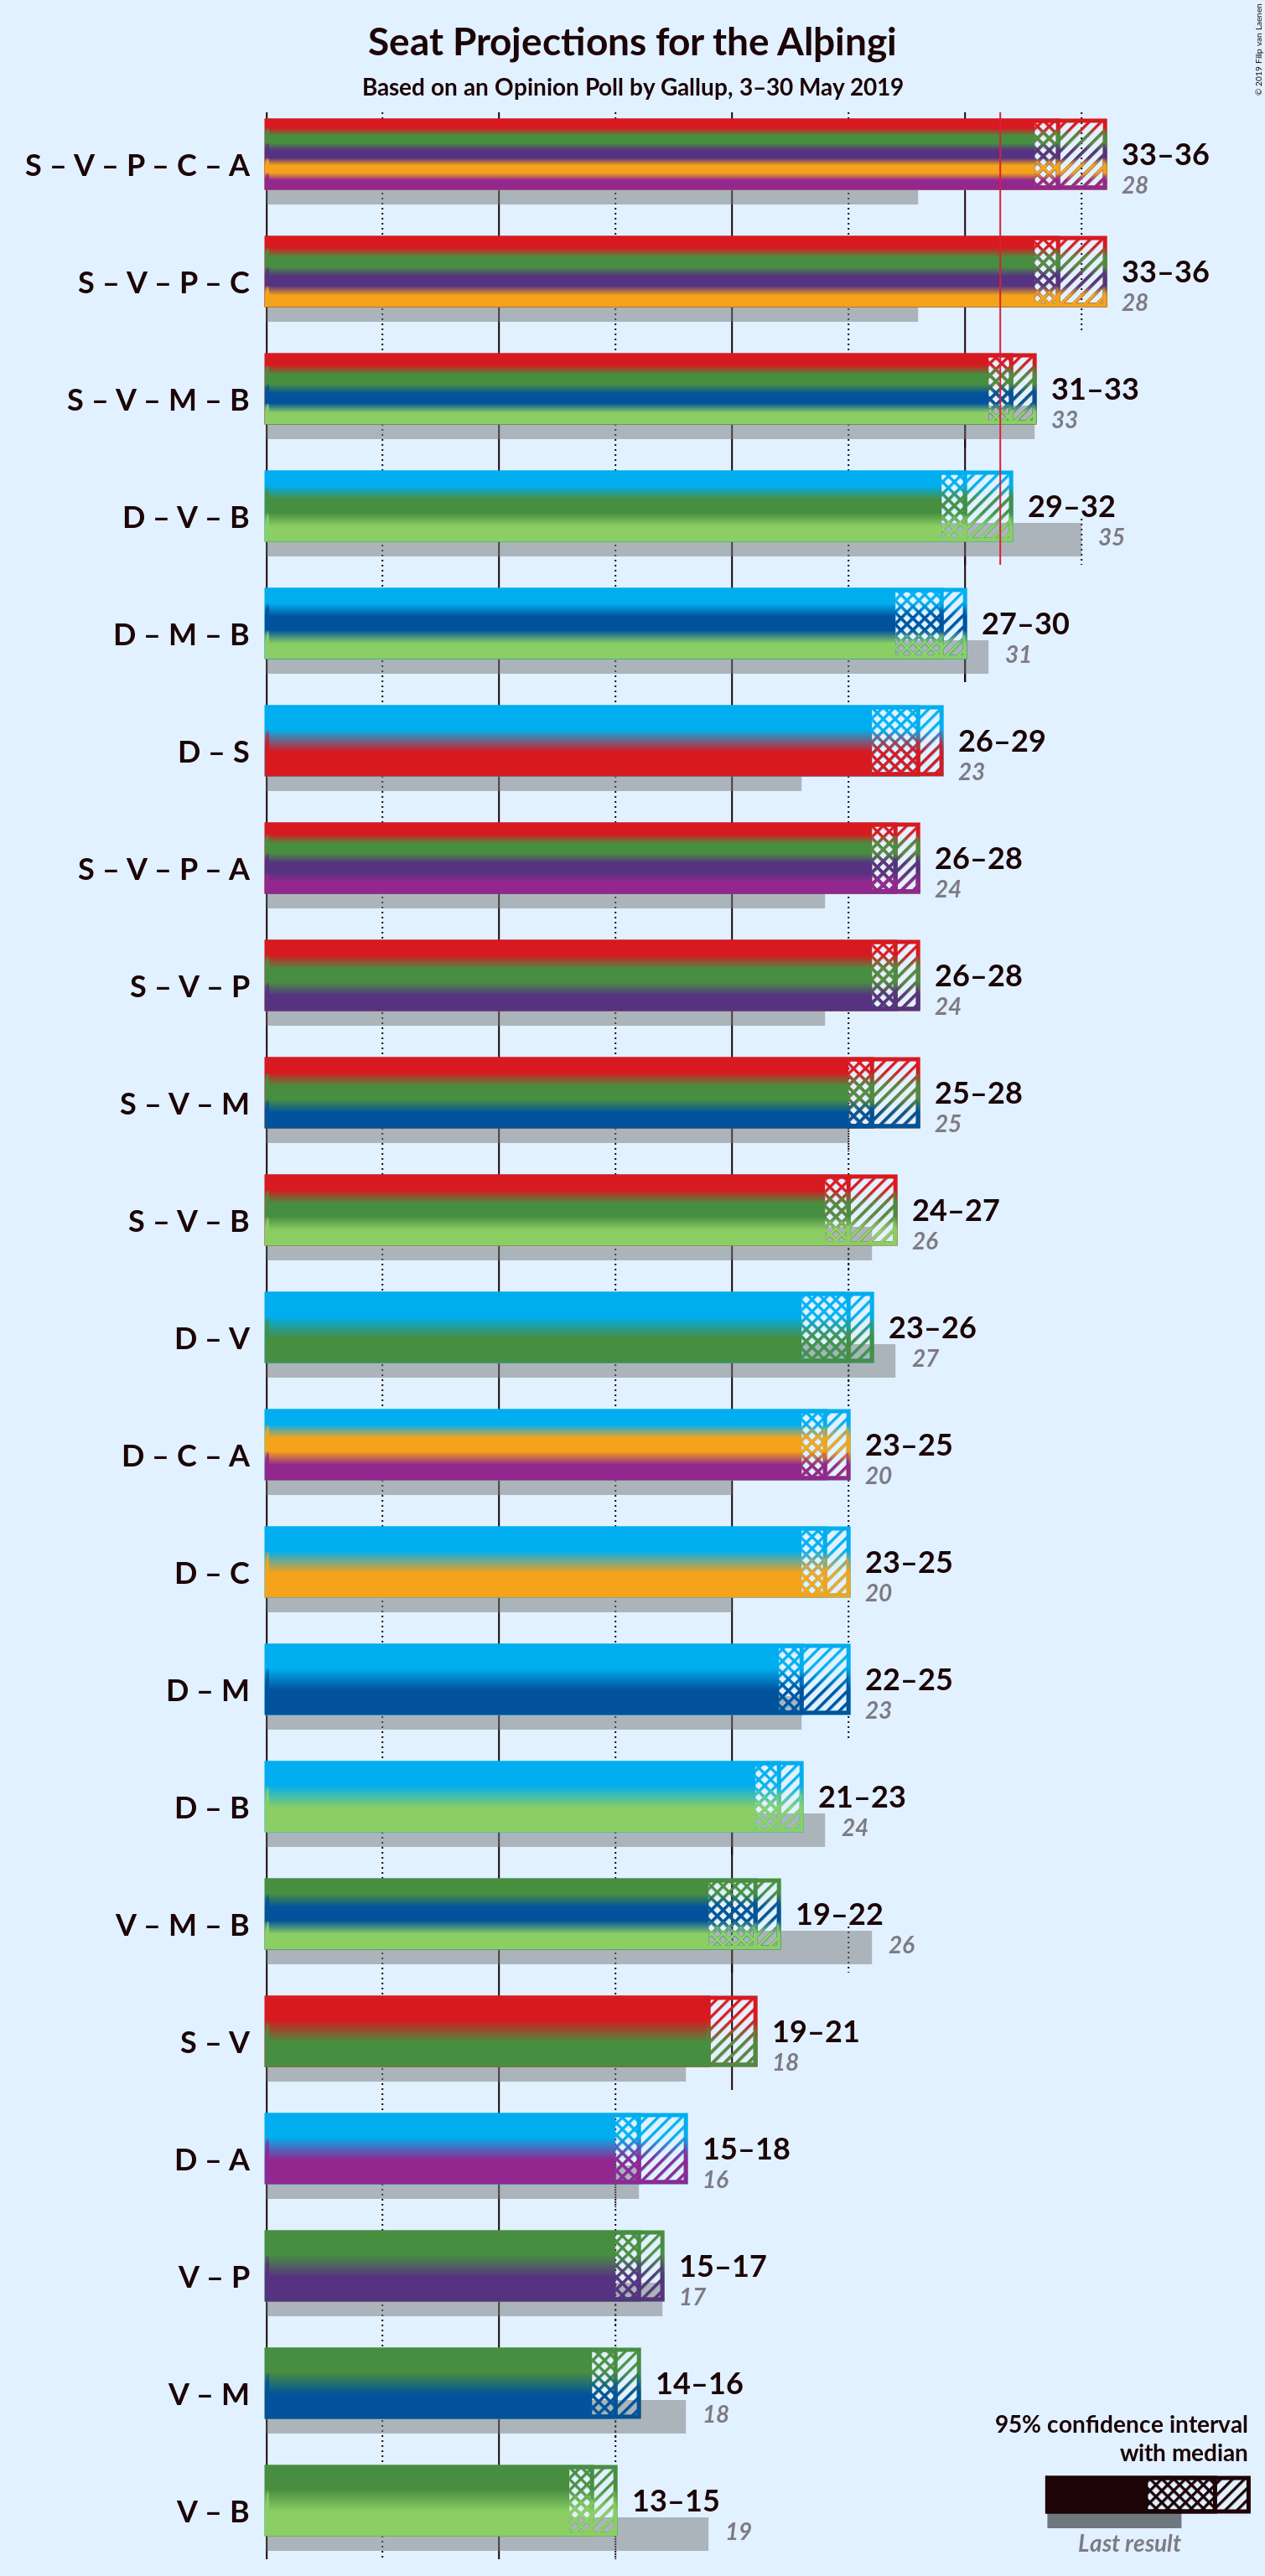 Seat Projections for the Alþingi
Based on an Opinion Poll by Gallup, 3–30 May 2019
© 2019 Filip van Laenen
S – V – P – C – A
33–36
28
S – V – P – C
33–36
28
S – V – M – B
31–33
33
D – V – B
29–32
35
D – M – B
27–30
31
D – S
26–29
23
S – V – P – A
26–28
24
S – V – P
26–28
24
S – V – M
25–28
25
S – V – B
24–27
26
D – V
23–26
27
D – C – A
23–25
20
D – C
23–25
20
D – M
22–25
23
D – B
21–23
24
V – M – B
19–22
26
S – V
19–21
18
D – A
15–18
16
V – P
15–17
17
V – M
14–16
18
V – B
13–15
19
95% confidence interval
with median
Last result